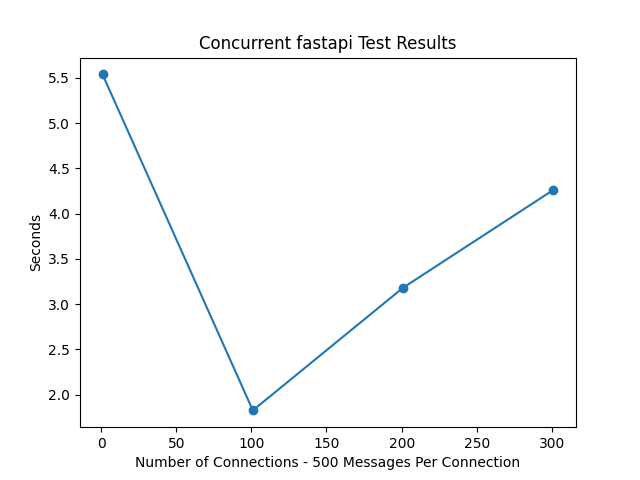 Concurrent fastapi Test Results
5.5
5.0
4.5
4.0
3.5
3.0
2.5
2.0
Seconds
0 50 100 150 200 250 300
Number of Connections - 500 Messages Per Connection